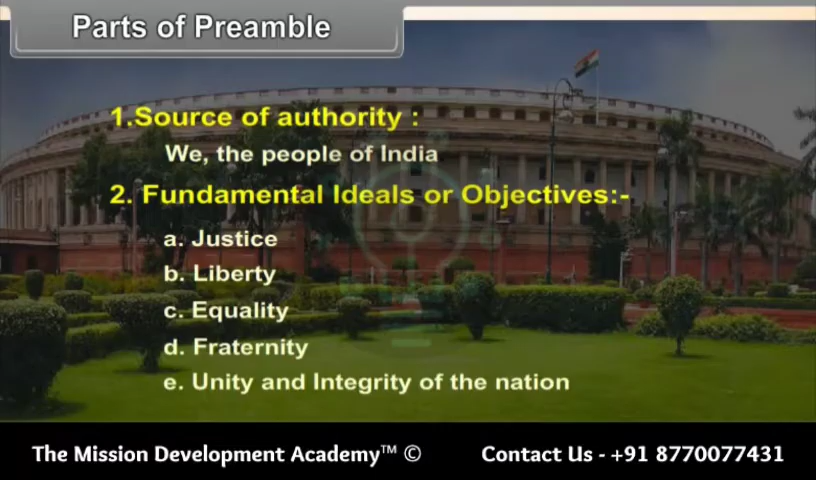 Parts of Preamble
1.Source of authority :
We, the people of India
2. Fundamental Ideals or Objectives:-
a. Justice
b. Liberty
c. Equality
d. Fraternity
e. Unity and Integrity of the nation
The Mission Development Academy™ © Contact Us - +91 8770077431